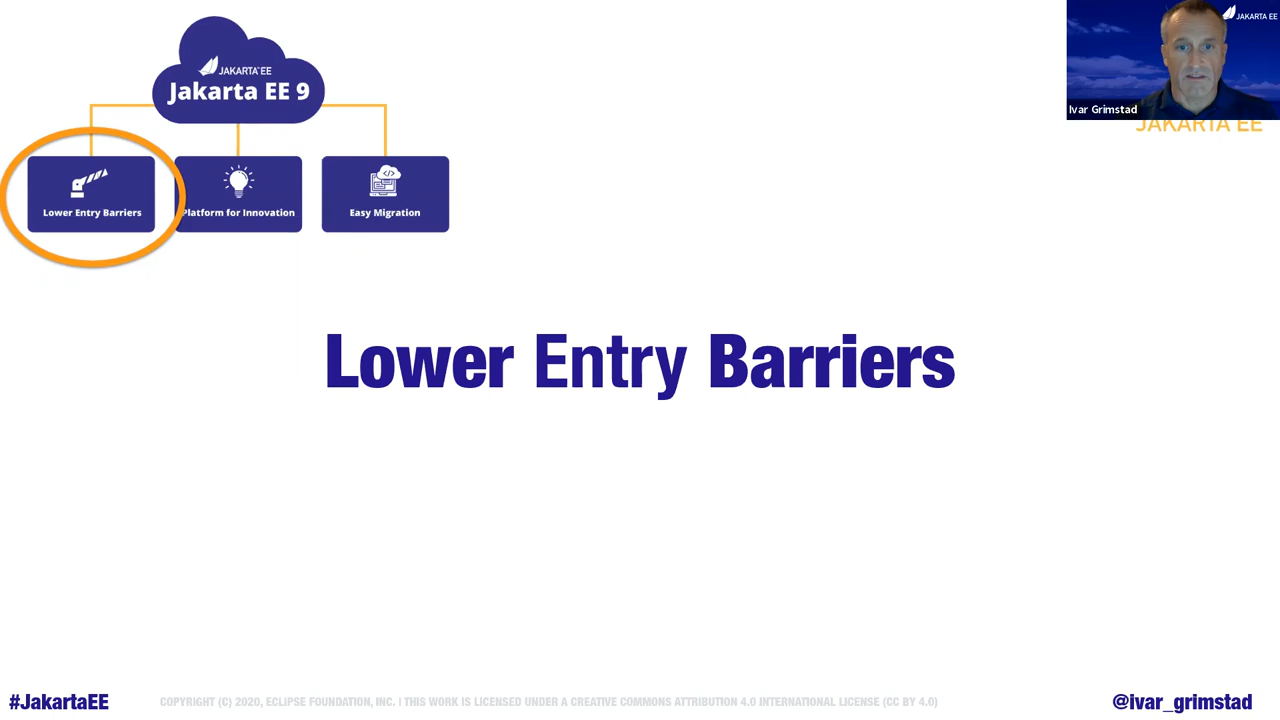 JAKARTA EE
Jakarta EE 9
Lower Entry Barriers
Platform for Innovation
Easy Migration
JAKARTA EE
Ivar Grimstad
JAKARTA EE
Lower Entry Barriers
#JakartaEE
COPYRIGHT (C) 2020, ECLIPSE FOUNDATION, INC. | THIS WORK IS LICENSED UNDER A CREATIVE COMMONS ATTRIBUTION 4.0 INTERNATIONAL LICENSE (CC BY 4.0)
@ivar_grimstad